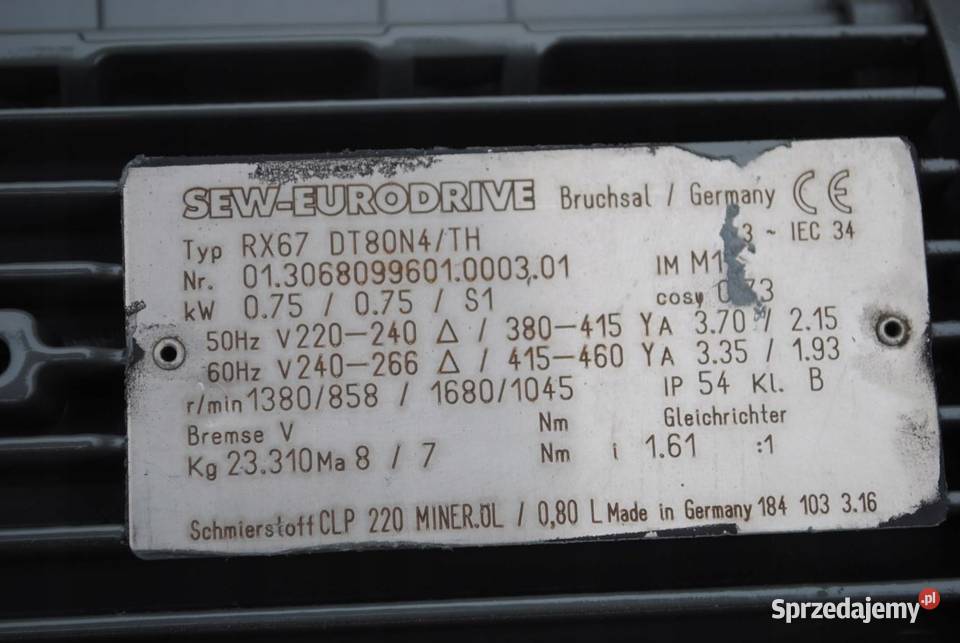 SEW-EURODRIVE Bruchsal / Germany CE
3 ~ IEC 34
Typ RX67 DT80N4/TH
Nr. 01.3068099601.0003.01 IM M1
kW 0.75 / 0.75 / S1 cosφ
50Hz V220-240 Δ / 380-415 Y A 3.70 / 2.15
60Hz V240-266 Δ / 415-460 Y A 3.35 / 1.93
r/min 1380/858 / 1680/1045 IP 54 Kl. B
Bremse V Nm Gleichrichter
Kg 23.310 Ma 8 / 7 Nm i 1.61 :1
Schmierstoff CLP 220 MINER.ÖL / 0,80 L Made in Germany 184 103 3.16
Sprzedajemy.pl